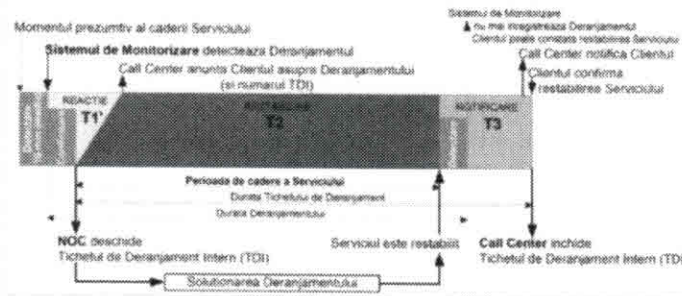 Sistemul de Monitorizare
nu mai inregistreaza Deranjamentul
Clientul poate constata restabilirea Serviciului
Momentul prezumtiv al caderii Serviciului
Sistemul de Monitorizare detecteaza Deranjamentul
Call Center notifica Clientul
Call Center anunta Clientul asupra Deranjamentului
(si numarul TDI)
Clientul confirma
restabilirea Serviciului
REACTIE
NOTIFICARE
T1'
T2
T3
Perioada de cadere a Serviciului
Durata Tichetului de Deranjament
Durata Deranjamentului
NOC deschide
Tichetul de Deranjament Intern (TDI)
Serviciul este restabilit
Call Center inchide
Tichetul de Deranjament Intern (TDI
Solutionarea Deranjamentului